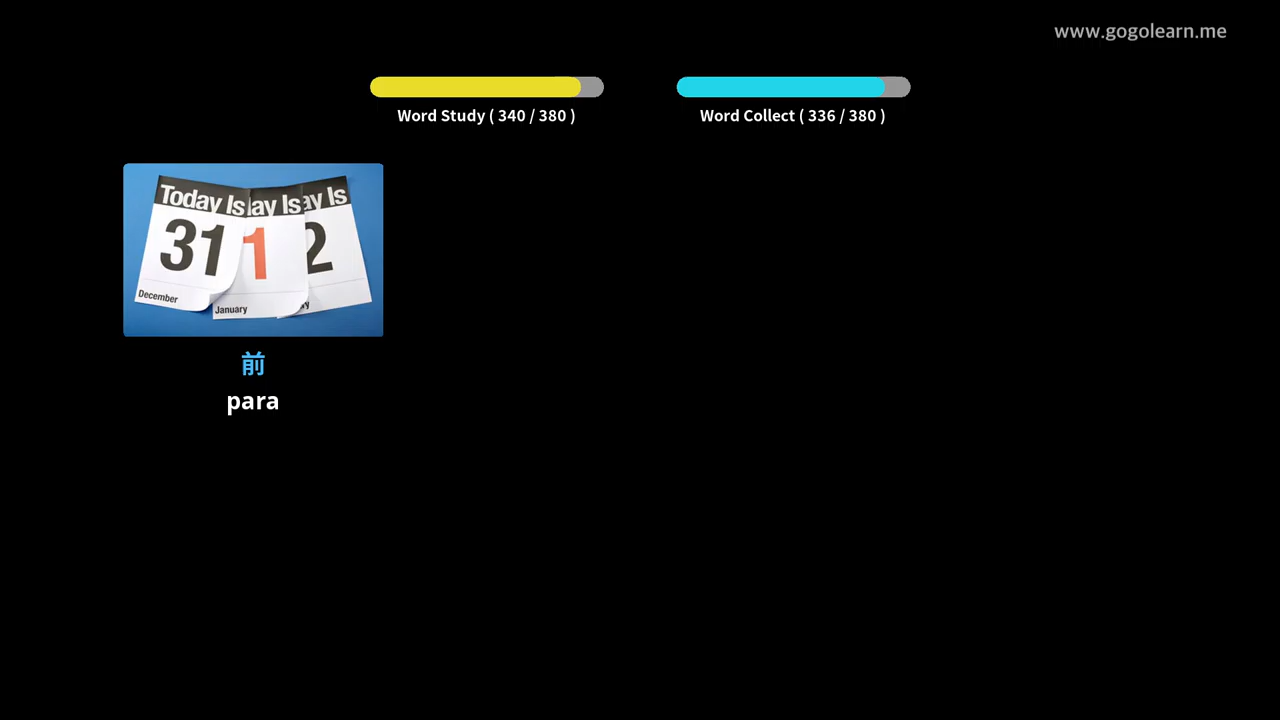 www.gogolearn.me
Word Study ( 340 / 380 )
Word Collect ( 336 / 380 )
Today Is
ay Is
ay Is
31
1
2
December
January
ry
前
para